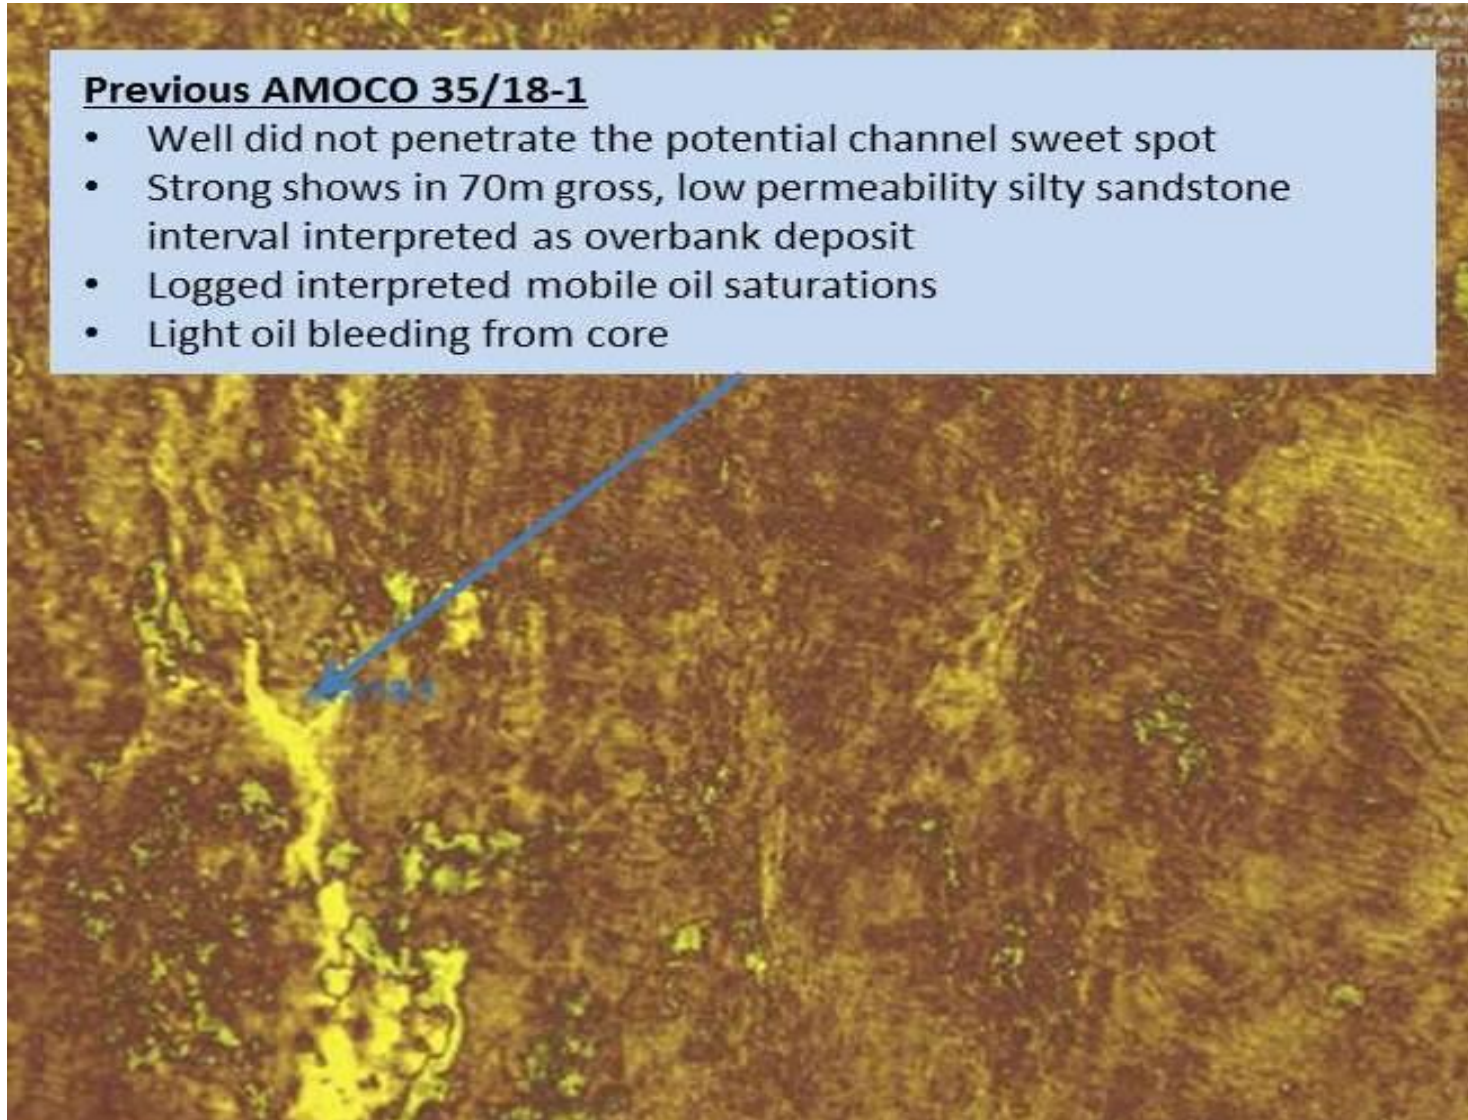 Previous AMOCO 35/18-1
• Well did not penetrate the potential channel sweet spot
• Strong shows in 70m gross, low permeability silty sandstone
interval interpreted as overbank deposit
• Logged interpreted mobile oil saturations
• Light oil bleeding from core